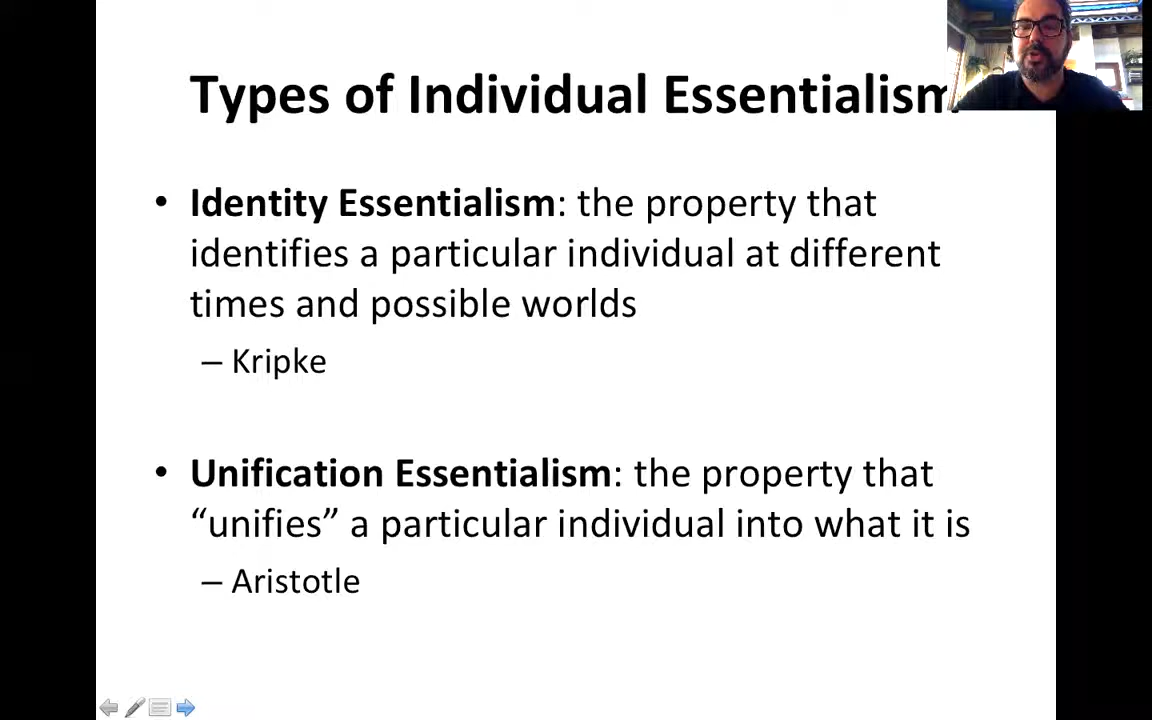 Types of Individual Essentialism
• Identity Essentialism: the property that
identifies a particular individual at different
times and possible worlds
– Kripke
• Unification Essentialism: the property that
“unifies” a particular individual into what it is
– Aristotle